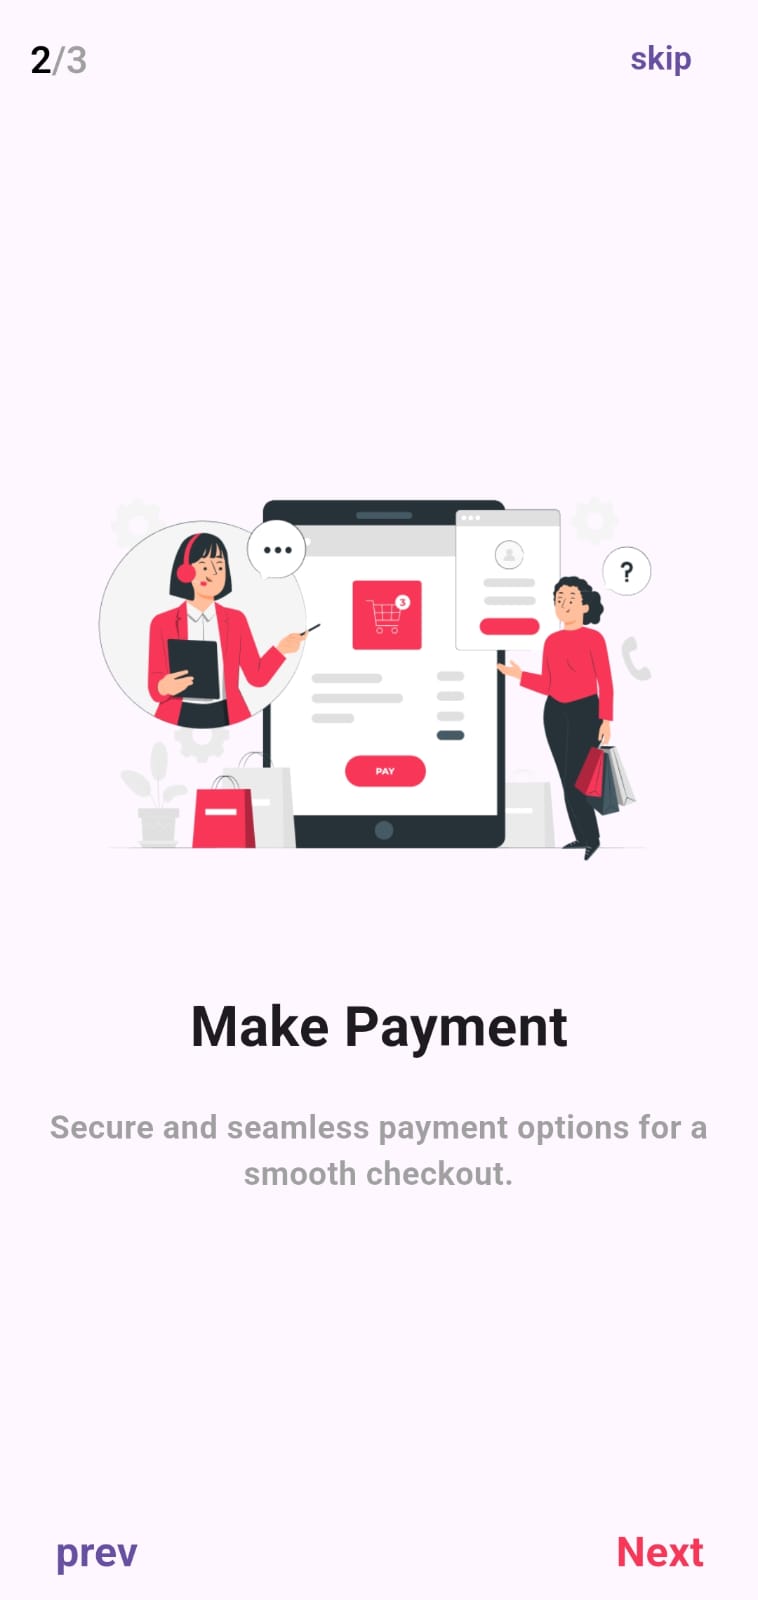 2/3
skip
?
3
PAY
Make Payment
Secure and seamless payment options for a
smooth checkout.
prev
Next